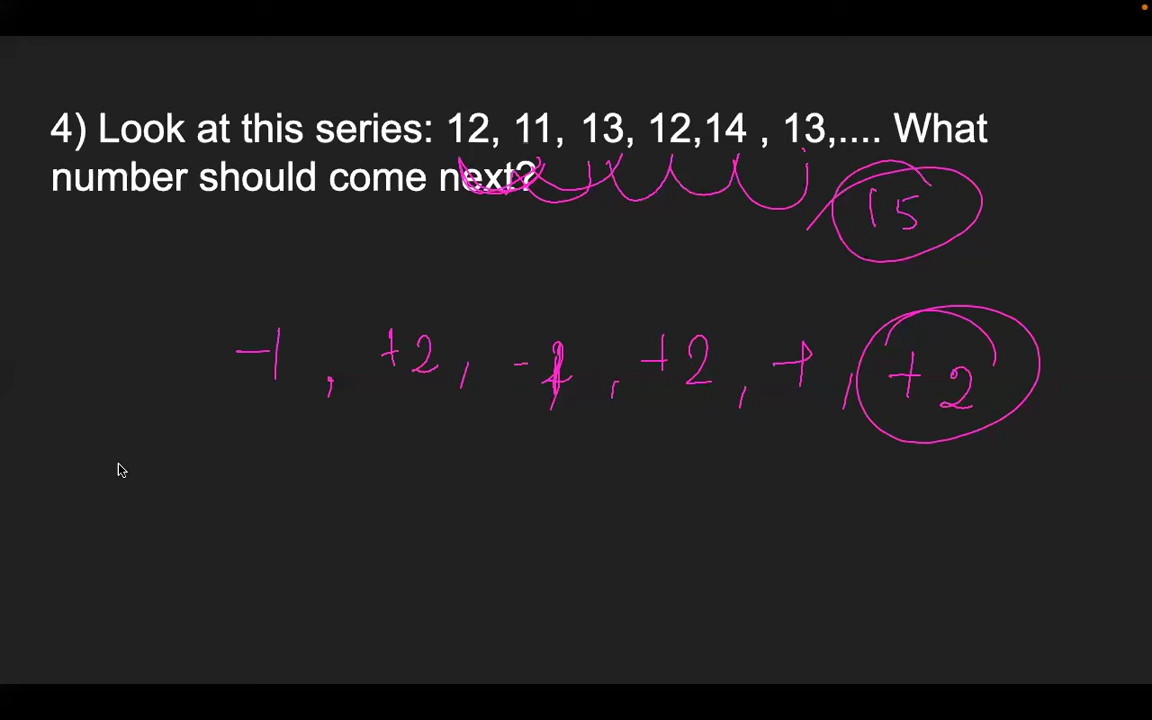 4) Look at this series: 12, 11, 13, 12,14 , 13,.... What
number should come next?
15
-1, +2, -1, +2, -1, +2